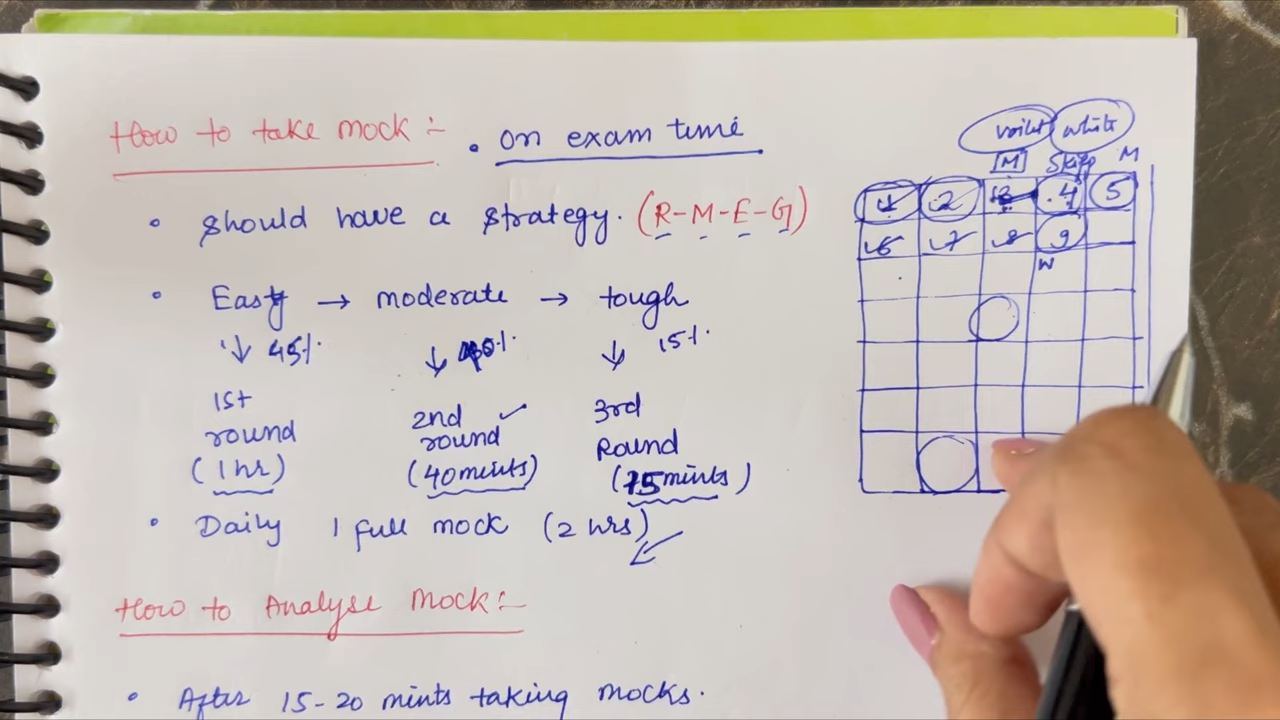 How to take mock :- . on exam time
• Should have a strategy. (R-M-E-G)
• Easy → moderate → tough
↓ 45%. ↓ 40%. ↓ 15%.
1st round (1 hr)
2nd round ✓ (40 mints)
3rd Round (15 mints)
• Daily 1 full mock (2 hrs)
How to Analyse Mock :-
• After 15-20 mints taking mocks.
voilet white
M Skip M
1 2 3 4 5
6 7 8 9
W